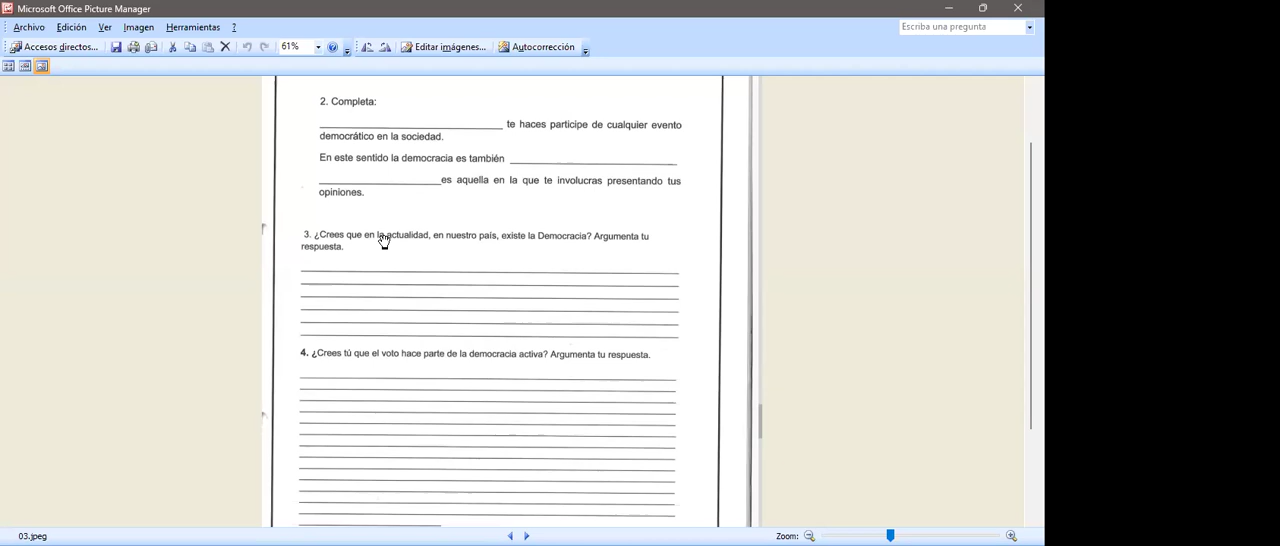 Microsoft Office Picture Manager
Archivo Edición Ver Imagen Herramientas ?
Escriba una pregunta
Accesos directos... 61% Editar imágenes... Autocorrección
2. Completa:
te haces participe de cualquier evento
democrático en la sociedad.
En este sentido la democracia es también
es aquella en la que te involucras presentando tus
opiniones.
3. ¿Crees que en la actualidad, en nuestro país, existe la Democracia? Argumenta tu
respuesta.
4. ¿Crees tú que el voto hace parte de la democracia activa? Argumenta tu respuesta.
03.jpeg
Zoom: